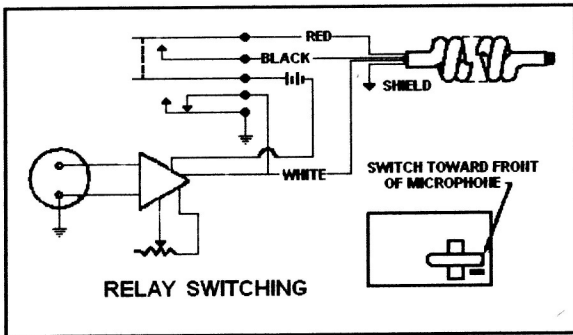 RED
BLACK
SHIELD
WHITE
SWITCH TOWARD FRONT
OF MICROPHONE
RELAY SWITCHING